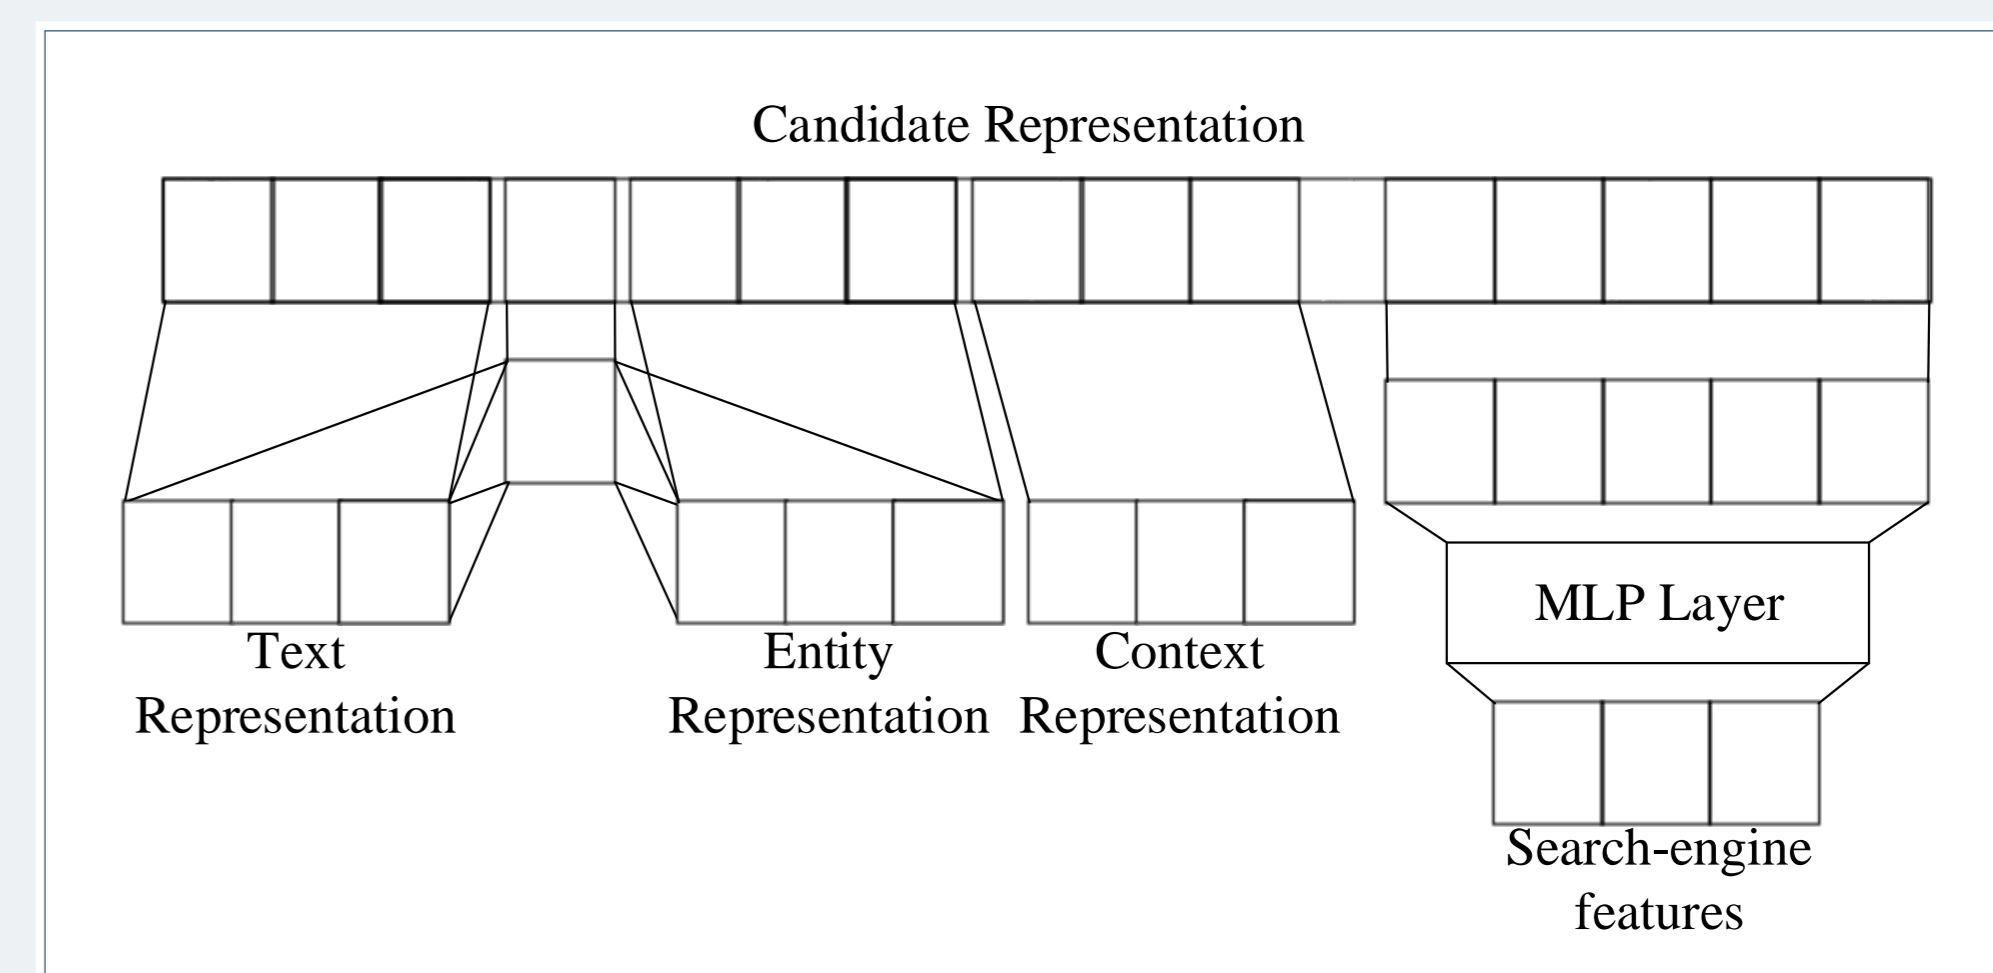 Candidate Representation
MLP Layer
Text
Representation
Entity
Representation
Context
Representation
Search-engine
features